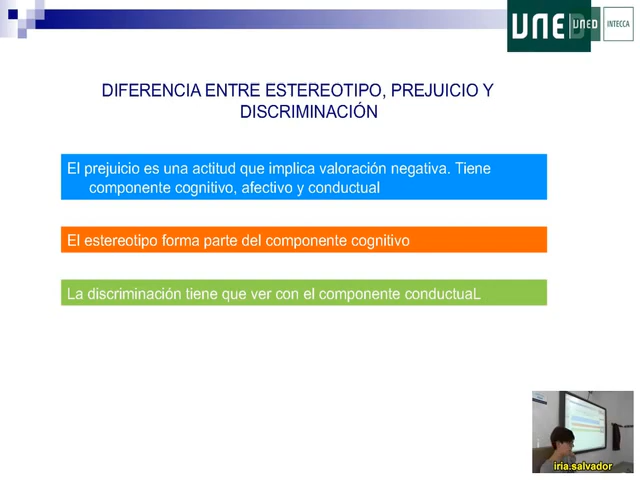 UNED
UNED
INTECCA
DIFERENCIA ENTRE ESTEREOTIPO, PREJUICIO Y
DISCRIMINACIÓN
El prejuicio es una actitud que implica valoración negativa. Tiene
componente cognitivo, afectivo y conductual
El estereotipo forma parte del componente cognitivo
La discriminación tiene que ver con el componente conductuaL
iria.salvador